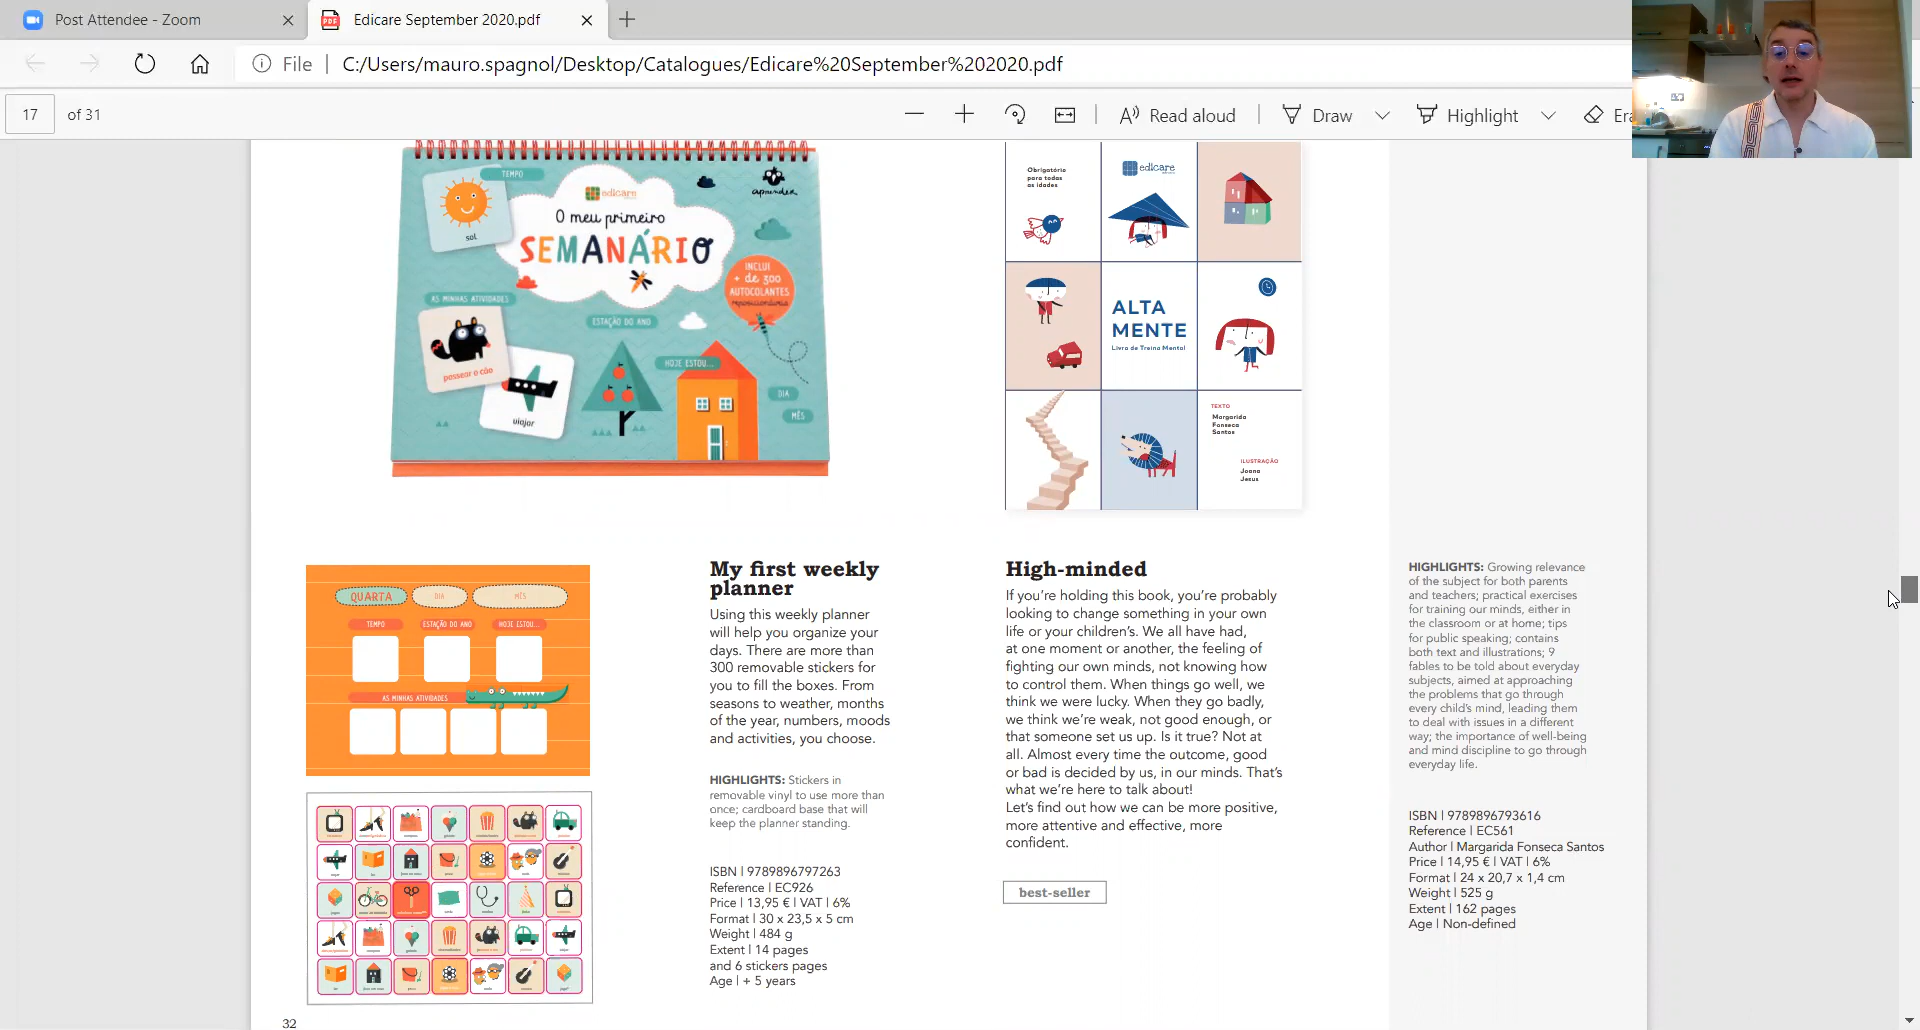 Post Attendee - Zoom
Edicare September 2020.pdf
File
C:/Users/mauro.spagnol/Desktop/Catalogues/Edicare%20September%202020.pdf
17 of 31
Read aloud
Draw
Highlight
TEMPO
sol
edicare
aprender
O meu primeiro
SEMANÁRIO
INCLUI
+ de 300
AUTOCOLANTES
reposicionáveis
AS MINHAS ATIVIDADES
ESTAÇÃO DO ANO
HOJE ESTOU...
passear o cão
viajar
DIA
MÊS
Obrigatório
para todas
as idades
edicare
ALTA
MENTE
Livro de Treino Mental
TEXTO
Margarida
Fonseca
Santos
ILUSTRAÇÃO
Joana
Jesus
QUARTA
DIA
MÊS
TEMPO
ESTAÇÃO DO ANO
HOJE ESTOU...
AS MINHAS ATIVIDADES
My first weekly
planner
Using this weekly planner
will help you organize your
days. There are more than
300 removable stickers for
you to fill the boxes. From
seasons to weather, months
of the year, numbers, moods
and activities, you choose.
HIGHLIGHTS: Stickers in
removable vinyl to use more than
once; cardboard base that will
keep the planner standing.
ISBN | 9789896797263
Reference | EC926
Price | 13,95 € | VAT | 6%
Format | 30 x 23,5 x 5 cm
Weight | 484 g
Extent | 14 pages
and 6 stickers pages
Age | + 5 years
High-minded
If you're holding this book, you're probably
looking to change something in your own
life or your children's. We all have had,
at one moment or another, the feeling of
fighting our own minds, not knowing how
to control them. When things go well, we
think we were lucky. When they go badly,
we think we're weak, not good enough, or
that someone set us up. Is it true? Not at
all. Almost every time the outcome, good
or bad is decided by us, in our minds. That's
what we're here to talk about!
Let's find out how we can be more positive,
more attentive and effective, more
confident.
best-seller
HIGHLIGHTS: Growing relevance
of the subject for both parents
and teachers; practical exercises
for training our minds, either in
the classroom or at home; tips
for public speaking; contains
both text and illustrations; 9
fables to be told about everyday
subjects, aimed at approaching
the problems that go through
every child's mind, leading them
to deal with issues in a different
way; the importance of well-being
and mind discipline to go through
everyday life.
ISBN | 9789896793616
Reference | EC561
Author | Margarida Fonseca Santos
Price | 14,95 € | VAT | 6%
Format | 24 x 20,7 x 1,4 cm
Weight | 525 g
Extent | 162 pages
Age | Non-defined
32